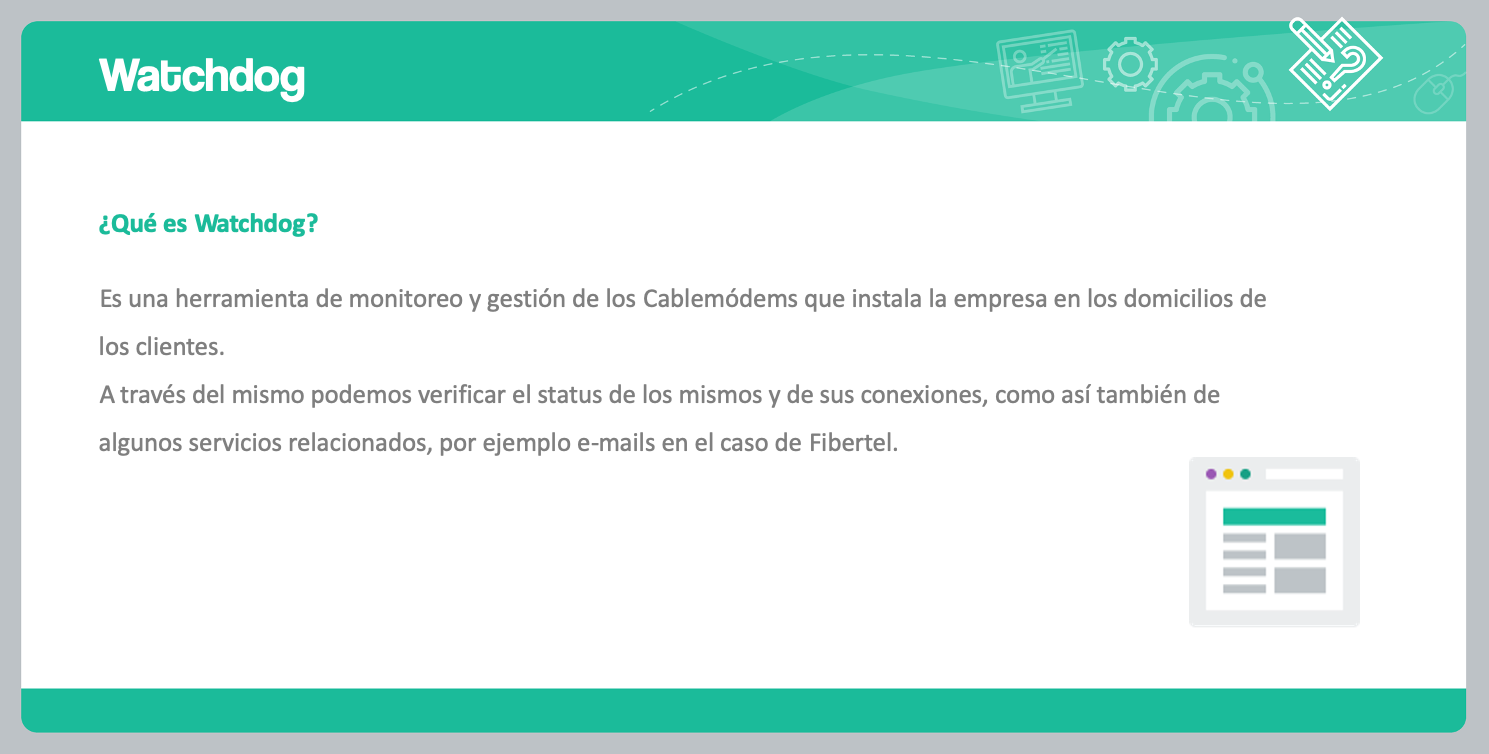 Watchdog
¿Qué es Watchdog?
Es una herramienta de monitoreo y gestión de los Cablemódems que instala la empresa en los domicilios de
los clientes.
A través del mismo podemos verificar el status de los mismos y de sus conexiones, como así también de
algunos servicios relacionados, por ejemplo e-mails en el caso de Fibertel.